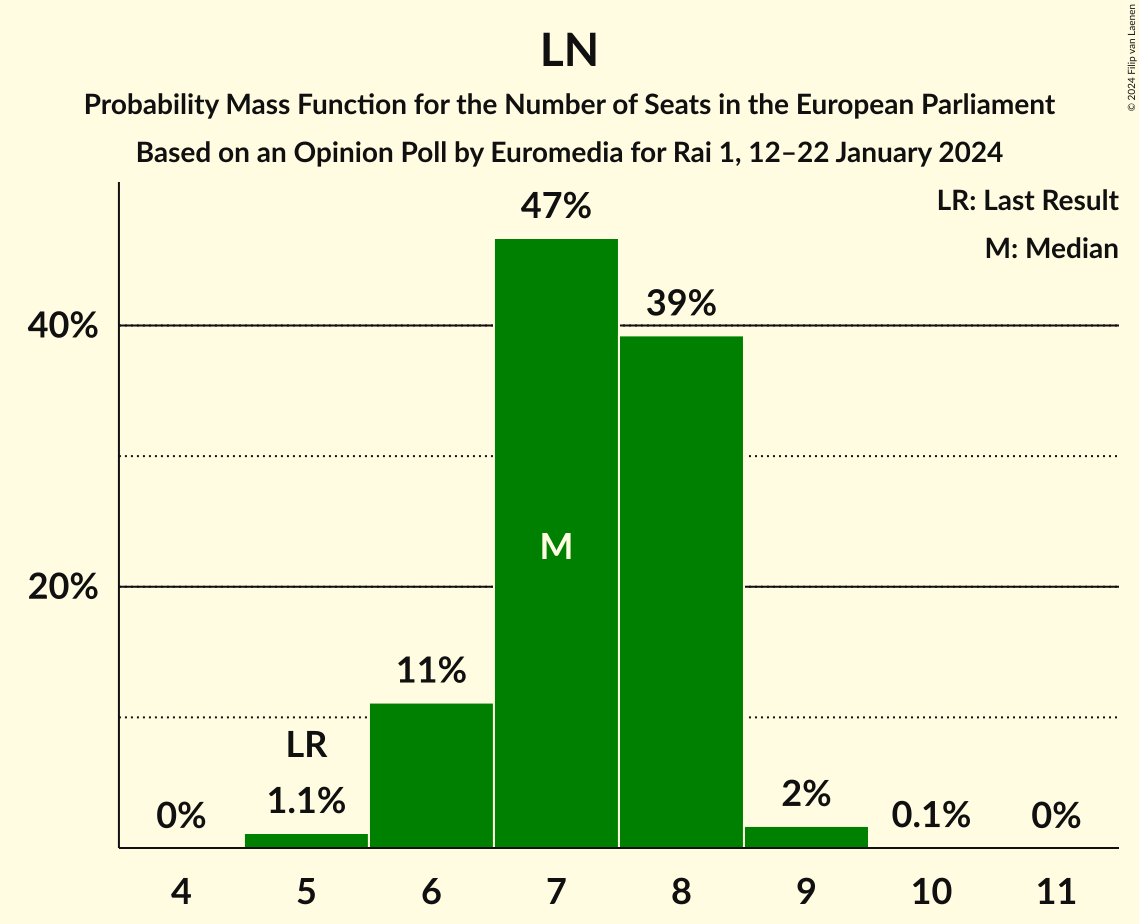 LN
Probability Mass Function for the Number of Seats in the European Parliament
Based on an Opinion Poll by Euromedia for Rai 1, 12–22 January 2024
© 2024 Filip van Laenen
LR: Last Result
M: Median
47%
39%
40%
M
20%
11%
LR
0%
1.1%
2%
0.1%
0%
4 5 6 7 8 9 10 11